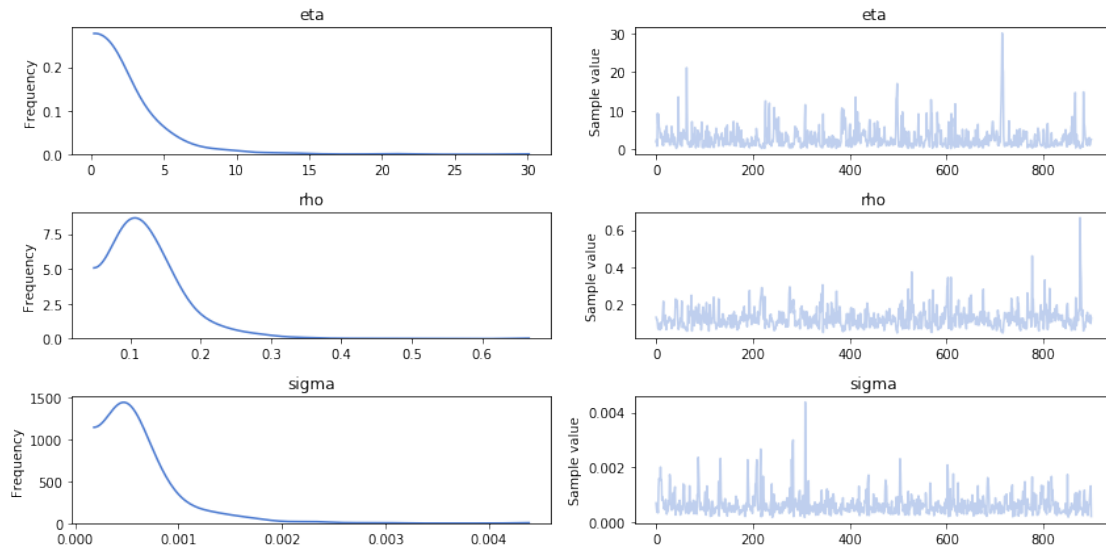 eta
eta
Frequency
0.2
0.1
0.0
0 5 10 15 20 25 30
Sample value
30
20
10
0
0 200 400 600 800
rho
rho
Frequency
7.5
5.0
2.5
0.0
0.1 0.2 0.3 0.4 0.5 0.6
Sample value
0.6
0.4
0.2
0 200 400 600 800
sigma
sigma
Frequency
1500
1000
500
0
0.000 0.001 0.002 0.003 0.004
Sample value
0.004
0.002
0.000
0 200 400 600 800